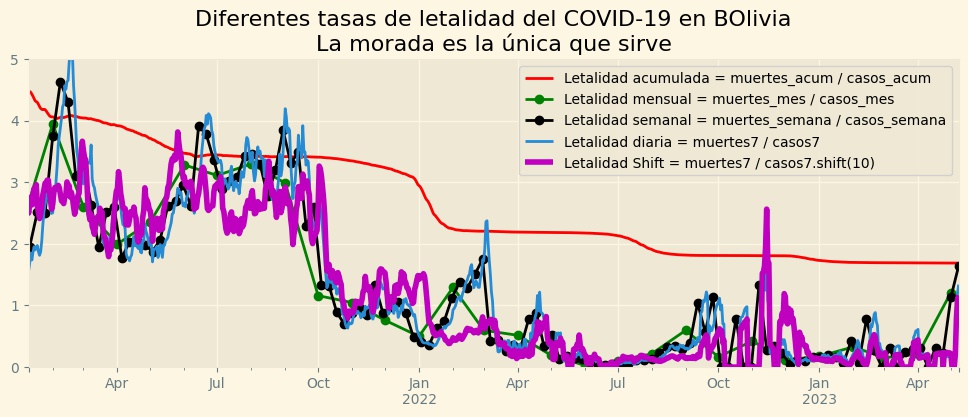 Diferentes tasas de letalidad del COVID-19 en BOlivia
La morada es la única que sirve
5
4
3
2
1
0
Letalidad acumulada = muertes_acum / casos_acum
Letalidad mensual = muertes_mes / casos_mes
Letalidad semanal = muertes_semana / casos_semana
Letalidad diaria = muertes7 / casos7
Letalidad Shift = muertes7 / casos7.shift(10)
Apr Jul Oct Jan Apr Jul Oct Jan Apr
2022 2023